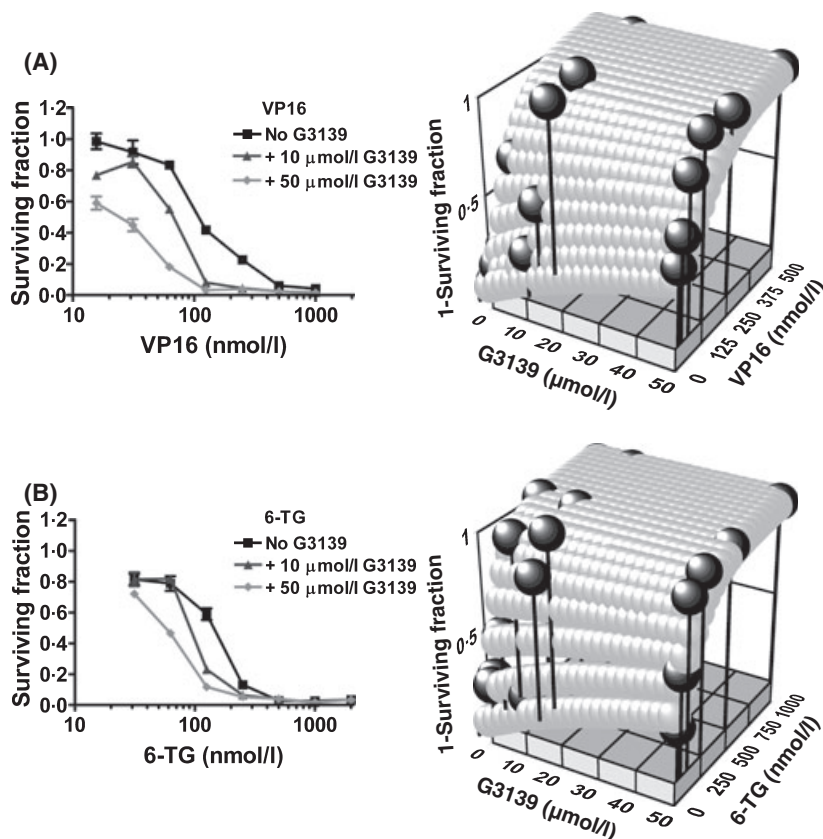 (A)
VP16
No G3139
+ 10 µmol/l G3139
+ 50 µmol/l G3139
Surviving fraction
1·2
1·0
0·8
0·6
0·4
0·2
0·0
10
100
1000
VP16 (nmol/l)
1-Surviving fraction
1
0·5
0
10
20
30
40
50
G3139 (µmol/l)
0
125
250
375
500
VP16 (nmol/l)
(B)
6-TG
No G3139
+ 10 µmol/l G3139
+ 50 µmol/l G3139
Surviving fraction
1·2
1·0
0·8
0·6
0·4
0·2
0·0
10
100
1000
6-TG (nmol/l)
1-Surviving fraction
1
0·5
0
10
20
30
40
50
G3139 (µmol/l)
0
250
500
750
1000
6-TG (nmol/l)